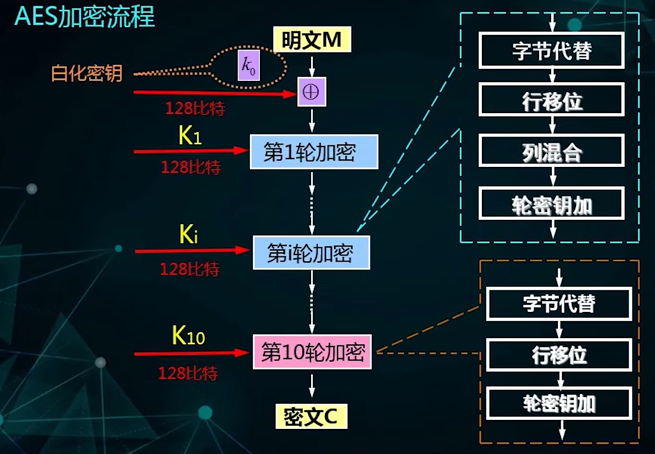 AES加密流程
明文M
白化密钥
k0
⊕
128比特
K1
128比特
第1轮加密
Ki
128比特
第i轮加密
K10
128比特
第10轮加密
密文C
字节代替
行移位
列混合
轮密钥加
字节代替
行移位
轮密钥加